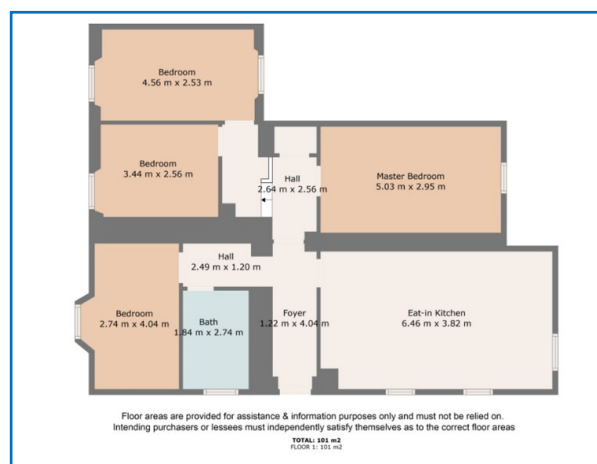 Bedroom
4.56 m x 2.53 m
Bedroom
3.44 m x 2.56 m
Hall
2.64 m x 2.56 m
Master Bedroom
5.03 m x 2.95 m
Hall
2.49 m x 1.20 m
Bedroom
2.74 m x 4.04 m
Bath
1.84 m x 2.74 m
Foyer
1.22 m x 4.04 m
Eat-in Kitchen
6.46 m x 3.82 m
Floor areas are provided for assistance & information purposes only and must not be relied on.
Intending purchasers or lessees must independently satisfy themselves as to the correct floor areas
TOTAL: 101 m2
FLOOR 1: 101 m2